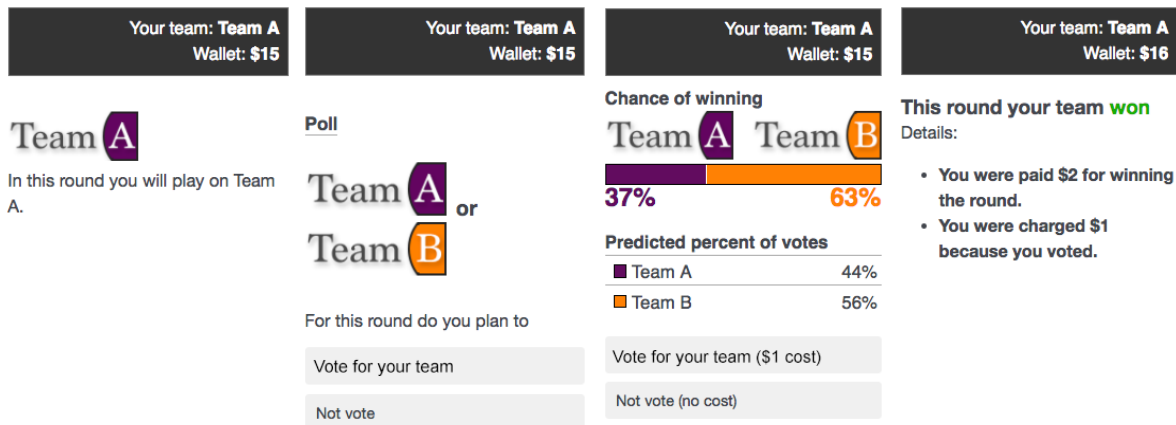 Your team: Team A
Wallet: $15
Team A
In this round you will play on Team
A.
Your team: Team A
Wallet: $15
Poll
Team A or
Team B
For this round do you plan to
Vote for your team
Not vote
Your team: Team A
Wallet: $15
Chance of winning
Team A Team B
37% 63%
Predicted percent of votes
Team A 44%
Team B 56%
Vote for your team ($1 cost)
Not vote (no cost)
Your team: Team A
Wallet: $16
This round your team won
Details:
• You were paid $2 for winning
the round.
• You were charged $1
because you voted.